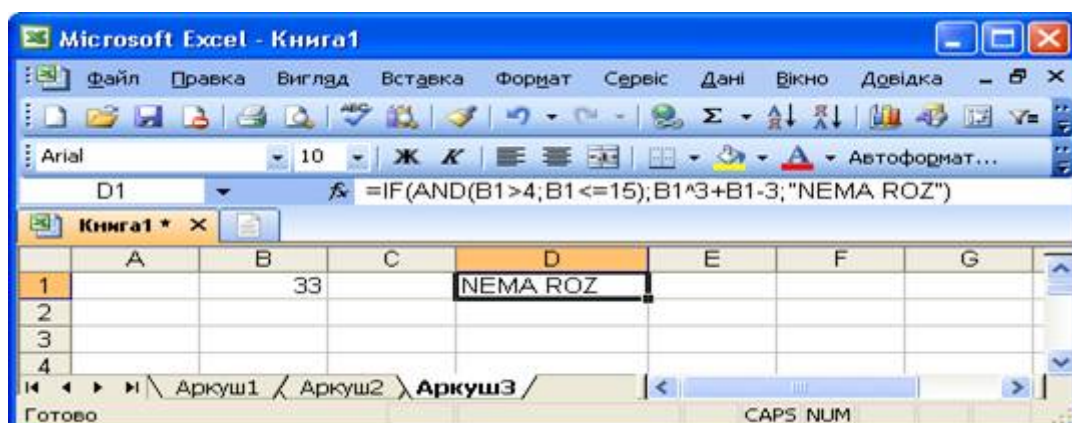 Microsoft Excel - Книга1
Файл Правка Вигляд Вставка Формат Сервіс Дані Вікно Довідка
Arial 10 Ж К Автоформат...
D1 fx =IF(AND(B1>4;B1<=15);B1^3+B1-3;"NEMA ROZ")
Книга1 *
A B C D E F G
1 33 NEMA ROZ
2
3
4
Аркуш1 Аркуш2 Аркуш3
Готово CAPS NUM